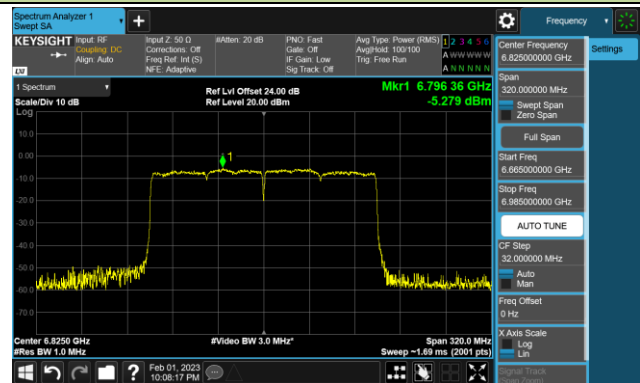 Spectrum Analyzer 1
Swept SA
Frequency
KEYSIGHT
Input: RF
Coupling: DC
Align: Auto
Input Z: 50 Ω
Corrections: Off
Freq Ref: Int (S)
NFE: Adaptive
#Atten: 20 dB
PNO: Fast
Gate: Off
IF Gain: Low
Sig Track: Off
Avg Type: Power (RMS)
Avg|Hold: 100/100
Trig: Free Run
1 2 3 4 5 6
A W W W W W
A N N N N N
LXI
1 Spectrum
Scale/Div 10 dB
Ref Lvl Offset 24.00 dB
Ref Level 20.00 dBm
Mkr1 6.796 36 GHz
-5.279 dBm
Log
10.0
0.00
-10.0
-20.0
-30.0
-40.0
-50.0
-60.0
-70.0
1
Center 6.8250 GHz
#Res BW 1.0 MHz
#Video BW 3.0 MHz*
Span 320.0 MHz
Sweep ~1.69 ms (2001 pts)
Center Frequency
6.825000000 GHz
Settings
Span
320.000000 MHz
Swept Span
Zero Span
Full Span
Start Freq
6.665000000 GHz
Stop Freq
6.985000000 GHz
AUTO TUNE
CF Step
32.000000 MHz
Auto
Man
Freq Offset
0 Hz
X Axis Scale
Log
Lin
Signal Track
(Span Zoom)
?
Feb 01, 2023
10:08:17 PM